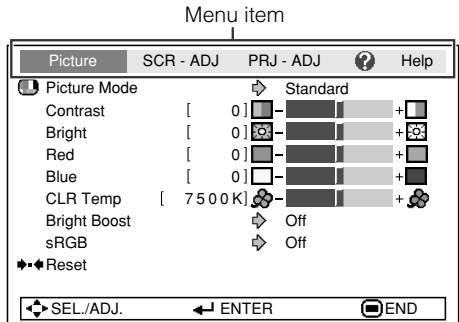 Menu item
Picture SCR - ADJ PRJ - ADJ ? Help
Picture Mode Standard
Contrast [ 0] - +
Bright [ 0] - +
Red [ 0] - +
Blue [ 0] - +
CLR Temp [ 7500K] - +
Bright Boost Off
sRGB Off
Reset
SEL./ADJ. ENTER END